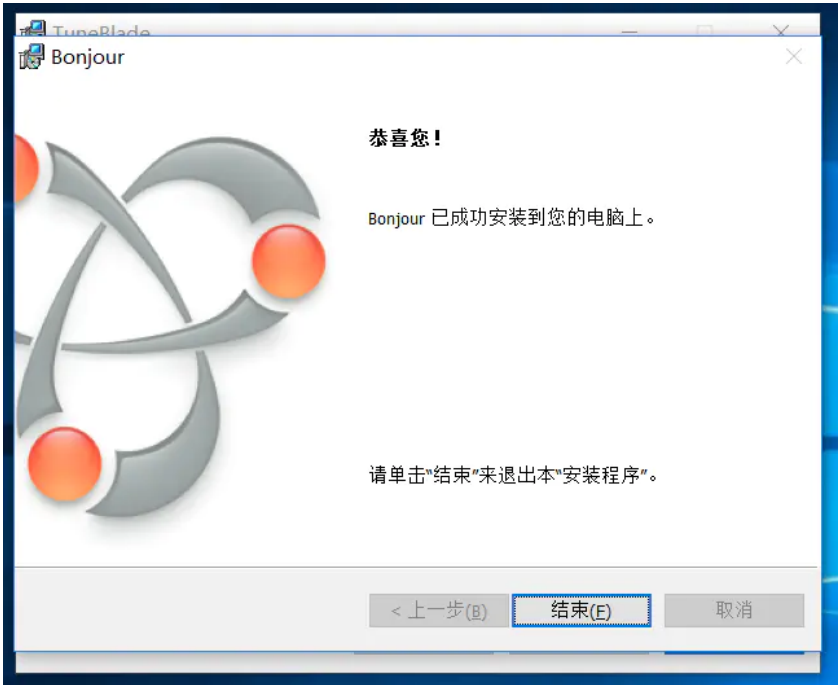 TuneBlade
Bonjour
恭喜您!
Bonjour 已成功安装到您的电脑上。
请单击“结束”来退出本“安装程序”。
< 上一步(B)
结束(F)
取消